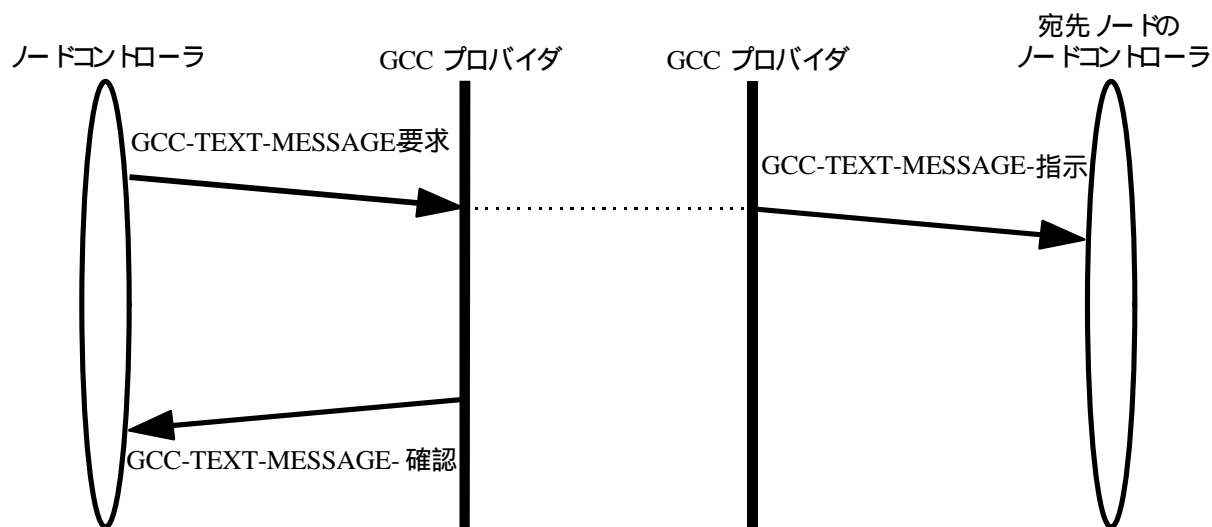 ノードコントローラ
GCC プロバイダ
GCC プロバイダ
宛先ノードの
ノードコントローラ
GCC-TEXT-MESSAGE要求
GCC-TEXT-MESSAGE-指示
GCC-TEXT-MESSAGE- 確認